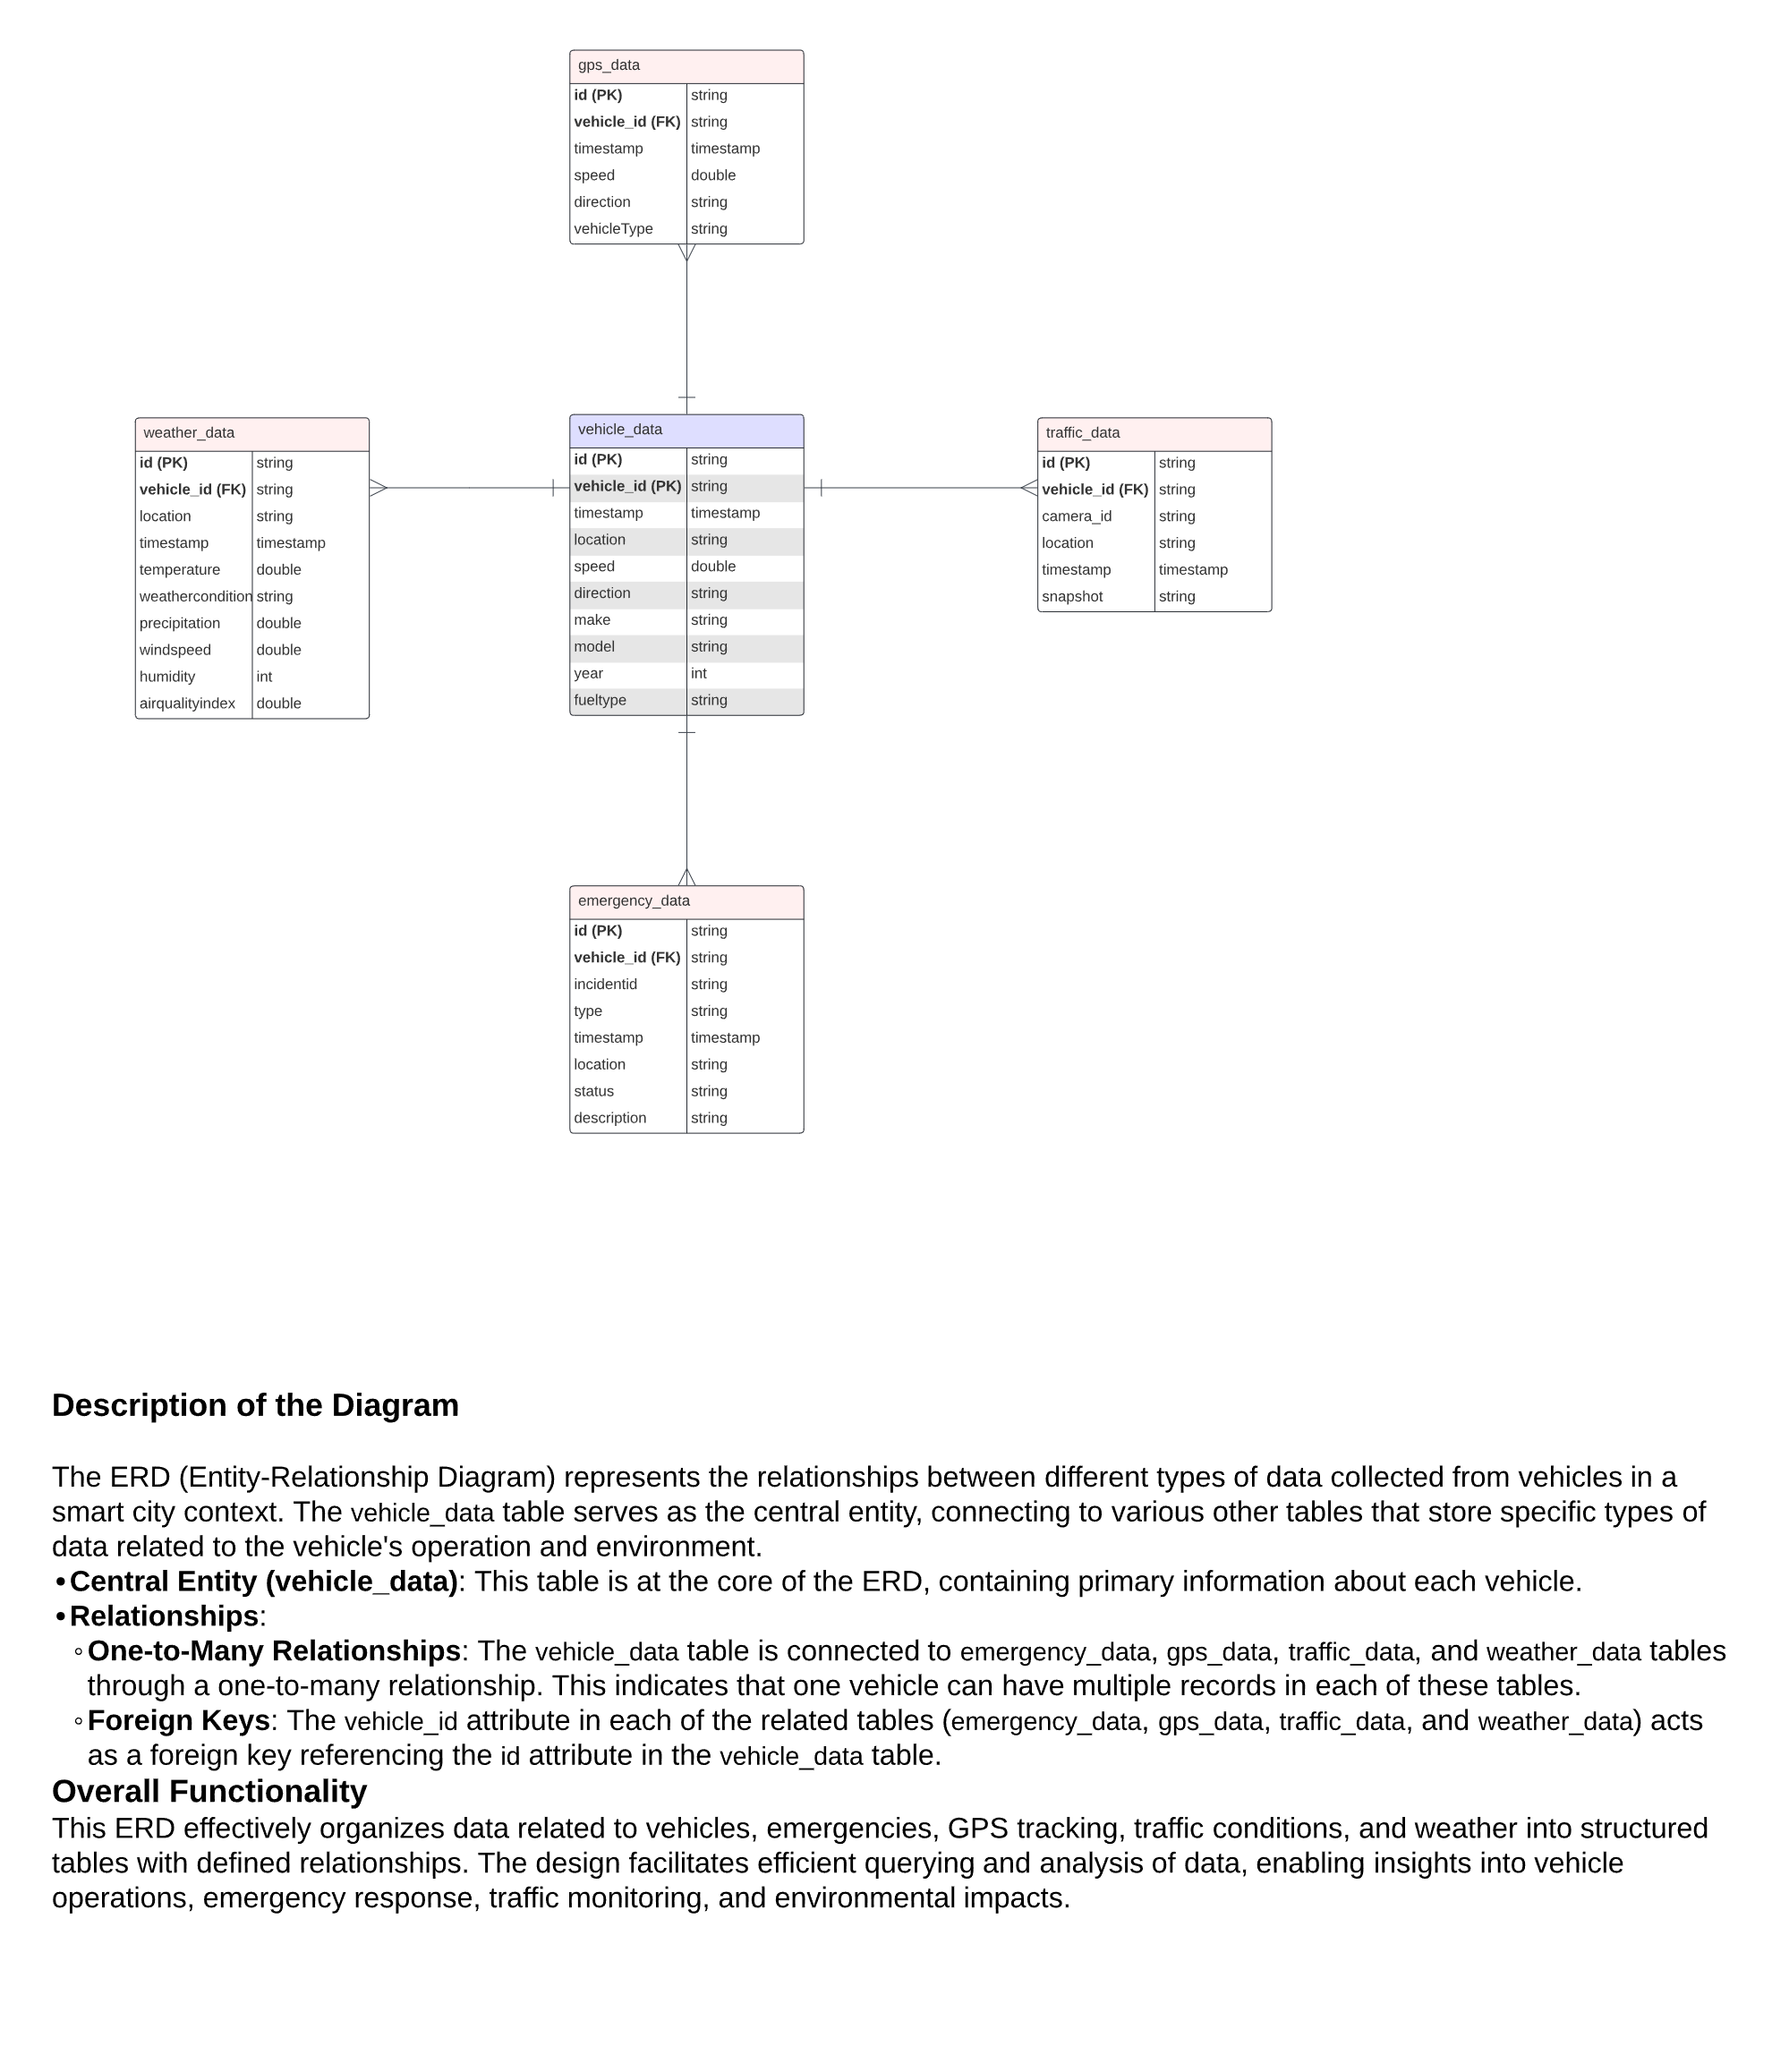 gps_data
id (PK) string
vehicle_id (FK) string
timestamp timestamp
speed double
direction string
vehicleType string
weather_data
id (PK) string
vehicle_id (FK) string
location string
timestamp timestamp
temperature double
weathercondition string
precipitation double
windspeed double
humidity int
airqualityindex double
vehicle_data
id (PK) string
vehicle_id (PK) string
timestamp timestamp
location string
speed double
direction string
make string
model string
year int
fueltype string
traffic_data
id (PK) string
vehicle_id (FK) string
camera_id string
location string
timestamp timestamp
snapshot string
emergency_data
id (PK) string
vehicle_id (FK) string
incidentid string
type string
timestamp timestamp
location string
status string
description string
Description of the Diagram
The ERD (Entity-Relationship Diagram) represents the relationships between different types of data collected from vehicles in a
smart city context. The vehicle_data table serves as the central entity, connecting to various other tables that store specific types of
data related to the vehicle's operation and environment.
•Central Entity (vehicle_data): This table is at the core of the ERD, containing primary information about each vehicle.
•Relationships:
◦One-to-Many Relationships: The vehicle_data table is connected to emergency_data, gps_data, traffic_data, and weather_data tables
through a one-to-many relationship. This indicates that one vehicle can have multiple records in each of these tables.
◦Foreign Keys: The vehicle_id attribute in each of the related tables (emergency_data, gps_data, traffic_data, and weather_data) acts
as a foreign key referencing the id attribute in the vehicle_data table.
Overall Functionality
This ERD effectively organizes data related to vehicles, emergencies, GPS tracking, traffic conditions, and weather into structured
tables with defined relationships. The design facilitates efficient querying and analysis of data, enabling insights into vehicle
operations, emergency response, traffic monitoring, and environmental impacts.